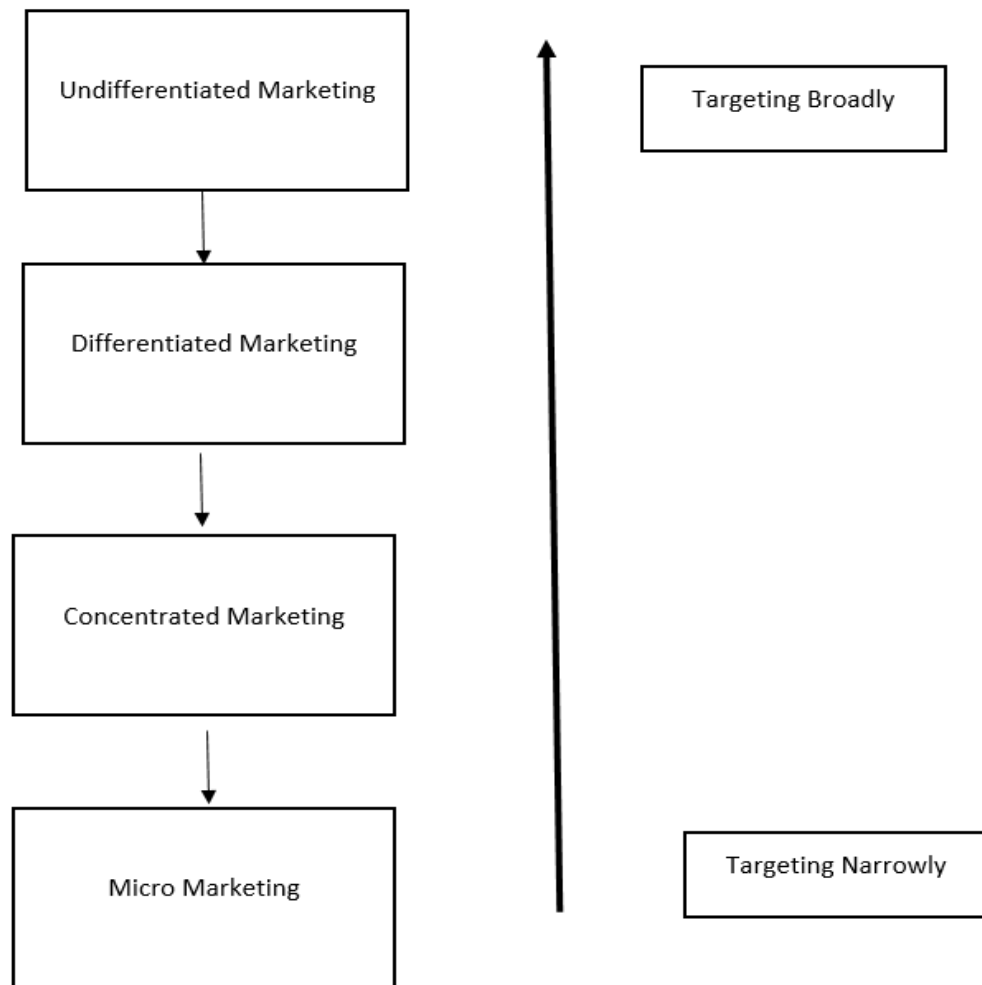 Undifferentiated Marketing
Targeting Broadly
Differentiated Marketing
Concentrated Marketing
Targeting Narrowly
Micro Marketing